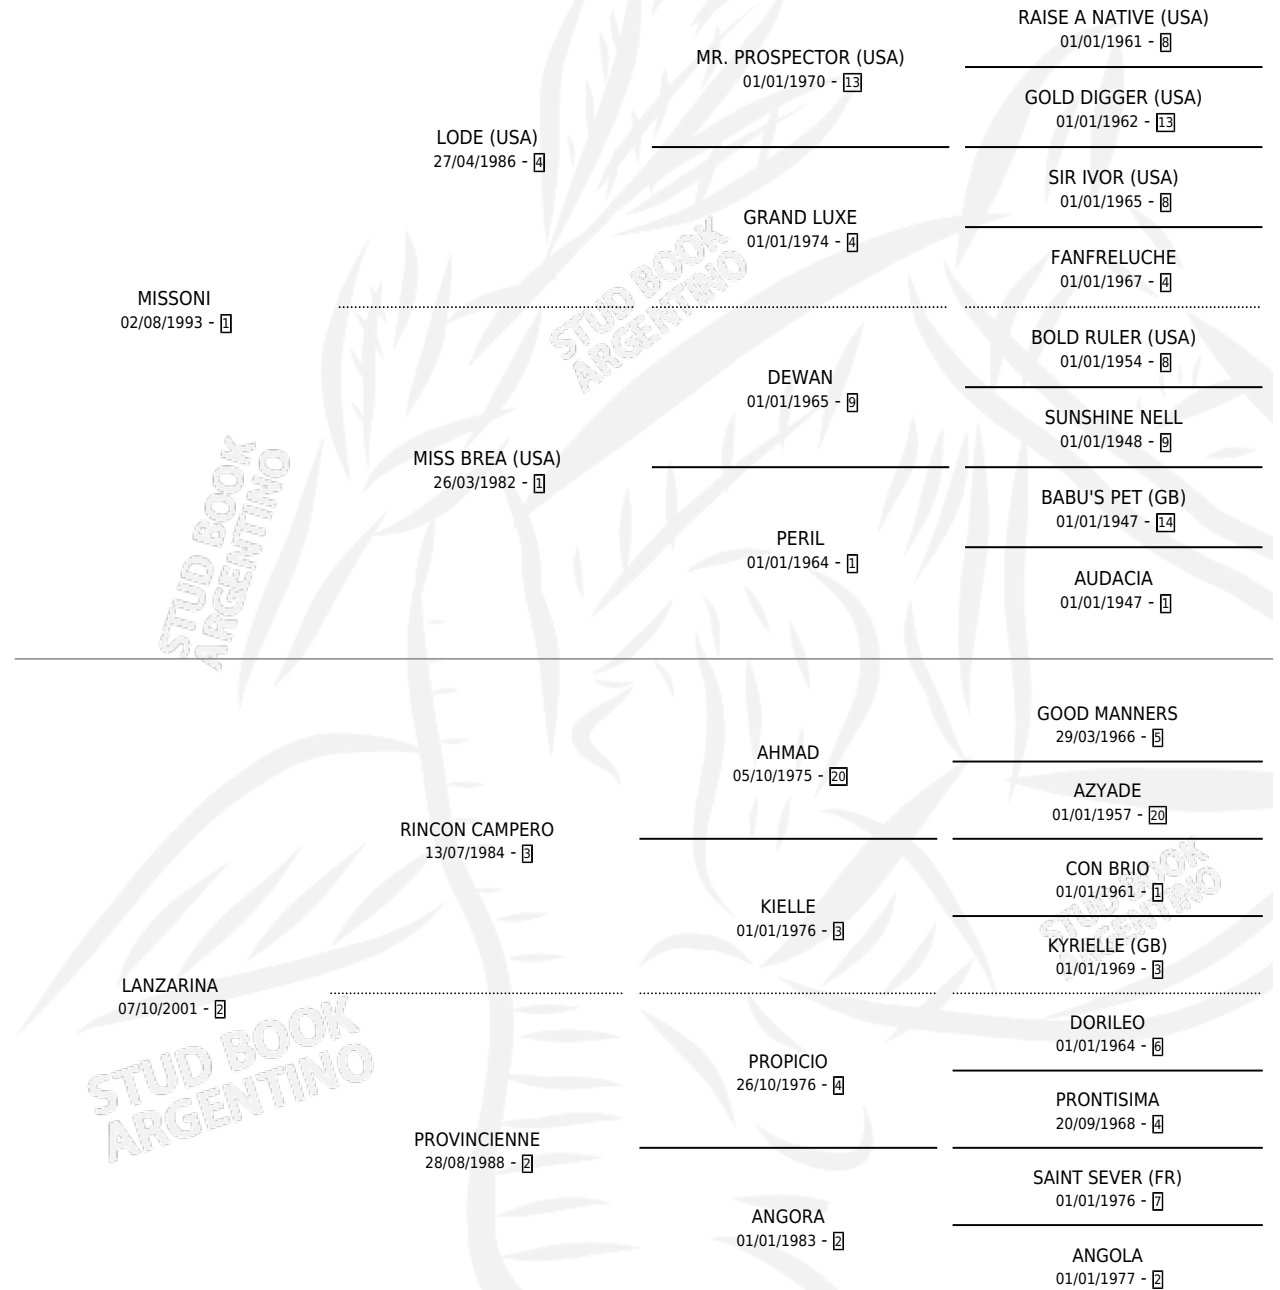 RAISE A NATIVE (USA)
01/01/1961 - 8
MR. PROSPECTOR (USA)
01/01/1970 - 13
GOLD DIGGER (USA)
01/01/1962 - 13
LODE (USA)
27/04/1986 - 4
SIR IVOR (USA)
01/01/1965 - 8
GRAND LUXE
01/01/1974 - 4
FANFRELUCHE
01/01/1967 - 4
STUD BOOK
ARGENTINO
MISSONI
02/08/1993 - 1
BOLD RULER (USA)
01/01/1954 - 8
DEWAN
01/01/1965 - 9
SUNSHINE NELL
01/01/1948 - 9
MISS BREA (USA)
26/03/1982 - 1
BABU'S PET (GB)
01/01/1947 - 14
PERIL
01/01/1964 - 1
AUDACIA
01/01/1947 - 1
STUD BOOK
ARGENTINO
GOOD MANNERS
29/03/1966 - 5
AHMAD
05/10/1975 - 20
AZYADE
01/01/1957 - 20
RINCON CAMPERO
13/07/1984 - 3
CON BRIO
01/01/1961 - 1
KIELLE
01/01/1976 - 3
KYRIELLE (GB)
01/01/1969 - 3
STUD BOOK
ARGENTINO
LANZARINA
07/10/2001 - 2
DORILEO
01/01/1964 - 6
PROPICIO
26/10/1976 - 4
PRONTISIMA
20/09/1968 - 4
PROVINCIENNE
28/08/1988 - 2
SAINT SEVER (FR)
01/01/1976 - 7
ANGORA
01/01/1983 - 2
ANGOLA
01/01/1977 - 2
STUD BOOK
ARGENTINO